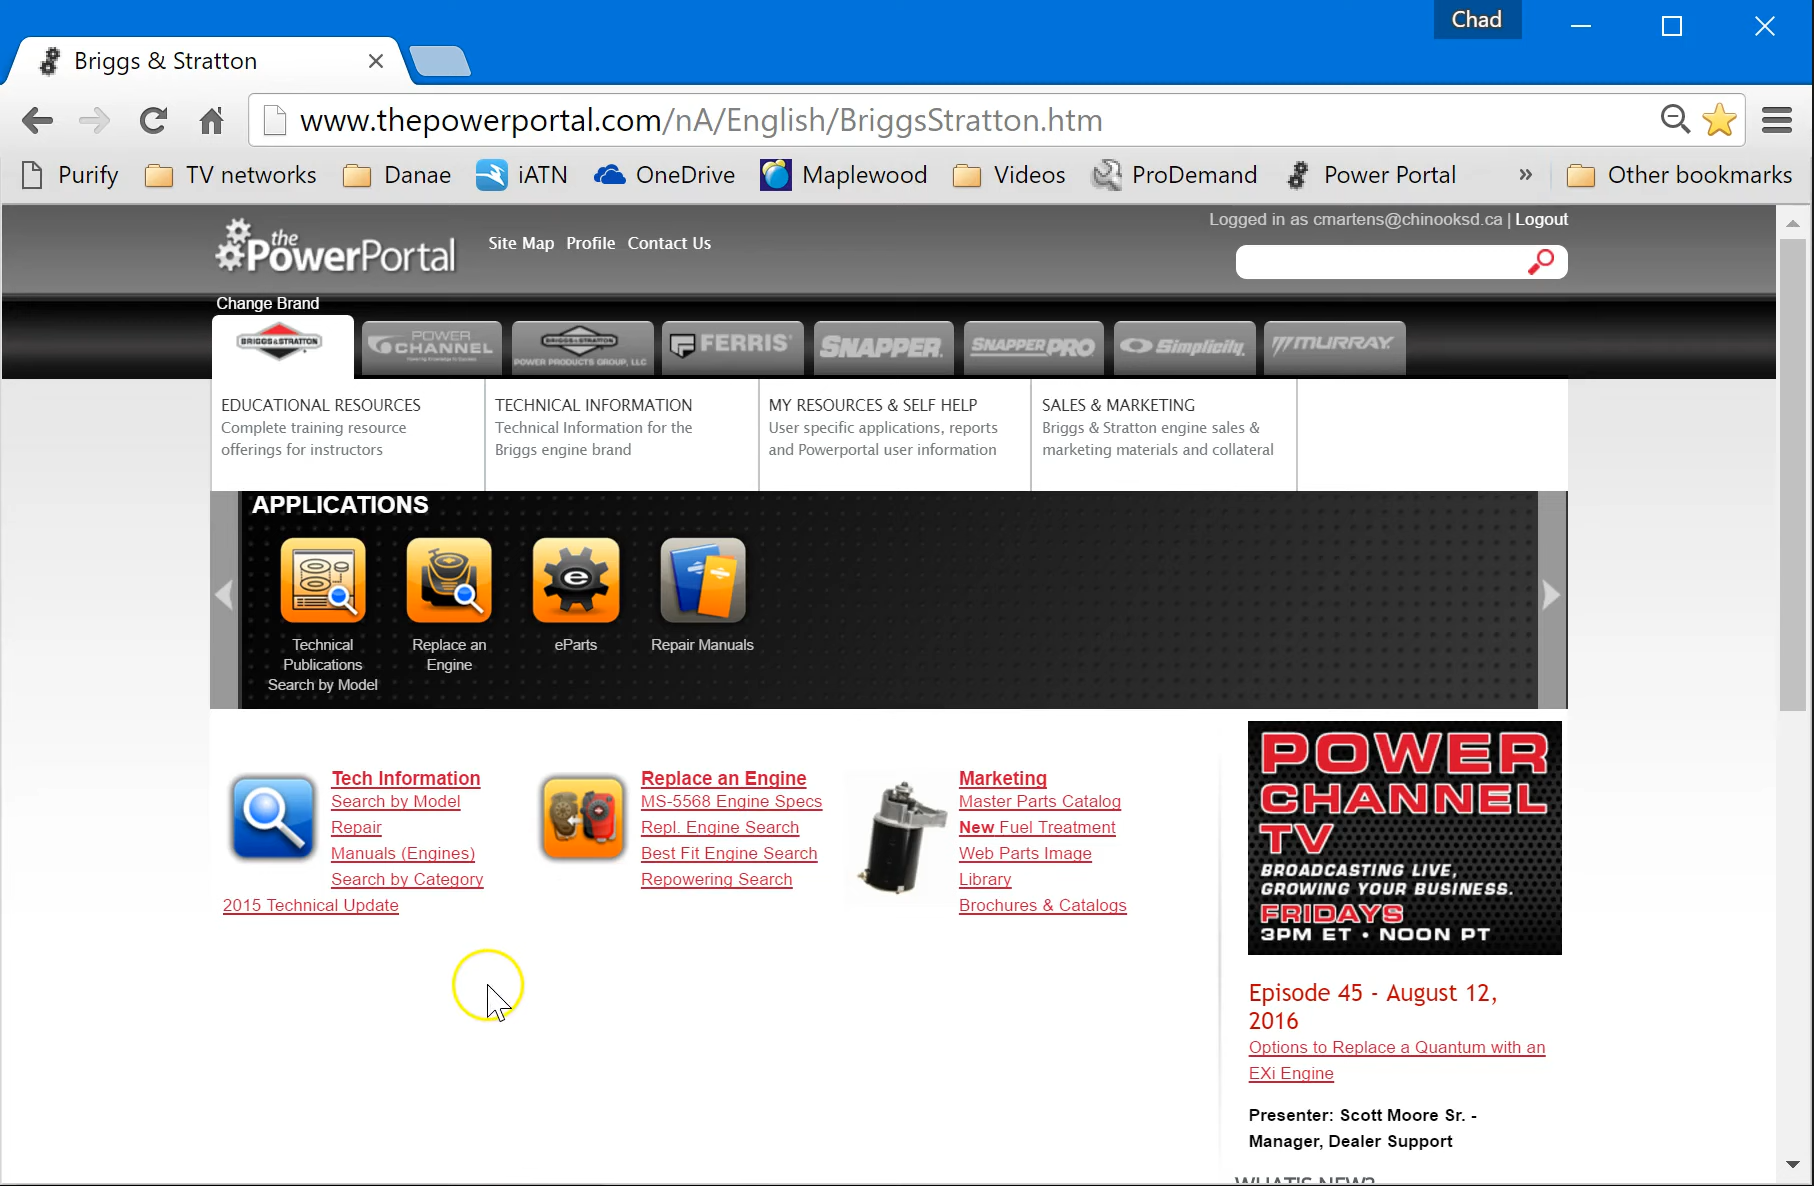 Chad
Briggs & Stratton
www.thepowerportal.com/nA/English/BriggsStratton.htm
Purify
TV networks
Danae
iATN
OneDrive
Maplewood
Videos
ProDemand
Power Portal
»
Other bookmarks
the PowerPortal
Site Map Profile Contact Us
Logged in as cmartens@chinooksd.ca | Logout
Change Brand
BRIGGS & STRATTON
POWER CHANNEL
BRIGGS & STRATTON
POWER PRODUCTS GROUP, LLC
FERRIS
SNAPPER
SNAPPER PRO
Simplicity
MURRAY
EDUCATIONAL RESOURCES
Complete training resource
offerings for instructors
TECHNICAL INFORMATION
Technical Information for the
Briggs engine brand
MY RESOURCES & SELF HELP
User specific applications, reports
and Powerportal user information
SALES & MARKETING
Briggs & Stratton engine sales &
marketing materials and collateral
APPLICATIONS
Technical
Publications
Search by Model
Replace an
Engine
e
eParts
Repair Manuals
Tech Information
Search by Model
Repair
Manuals (Engines)
Search by Category
2015 Technical Update
Replace an Engine
MS-5568 Engine Specs
Repl. Engine Search
Best Fit Engine Search
Repowering Search
Marketing
Master Parts Catalog
New Fuel Treatment
Web Parts Image
Library
Brochures & Catalogs
POWER
CHANNEL
TV
BROADCASTING LIVE,
GROWING YOUR BUSINESS.
FRIDAYS
3PM ET • NOON PT
Episode 45 - August 12,
2016
Options to Replace a Quantum with an
EXi Engine
Presenter: Scott Moore Sr. -
Manager, Dealer Support
WHAT'S NEW?